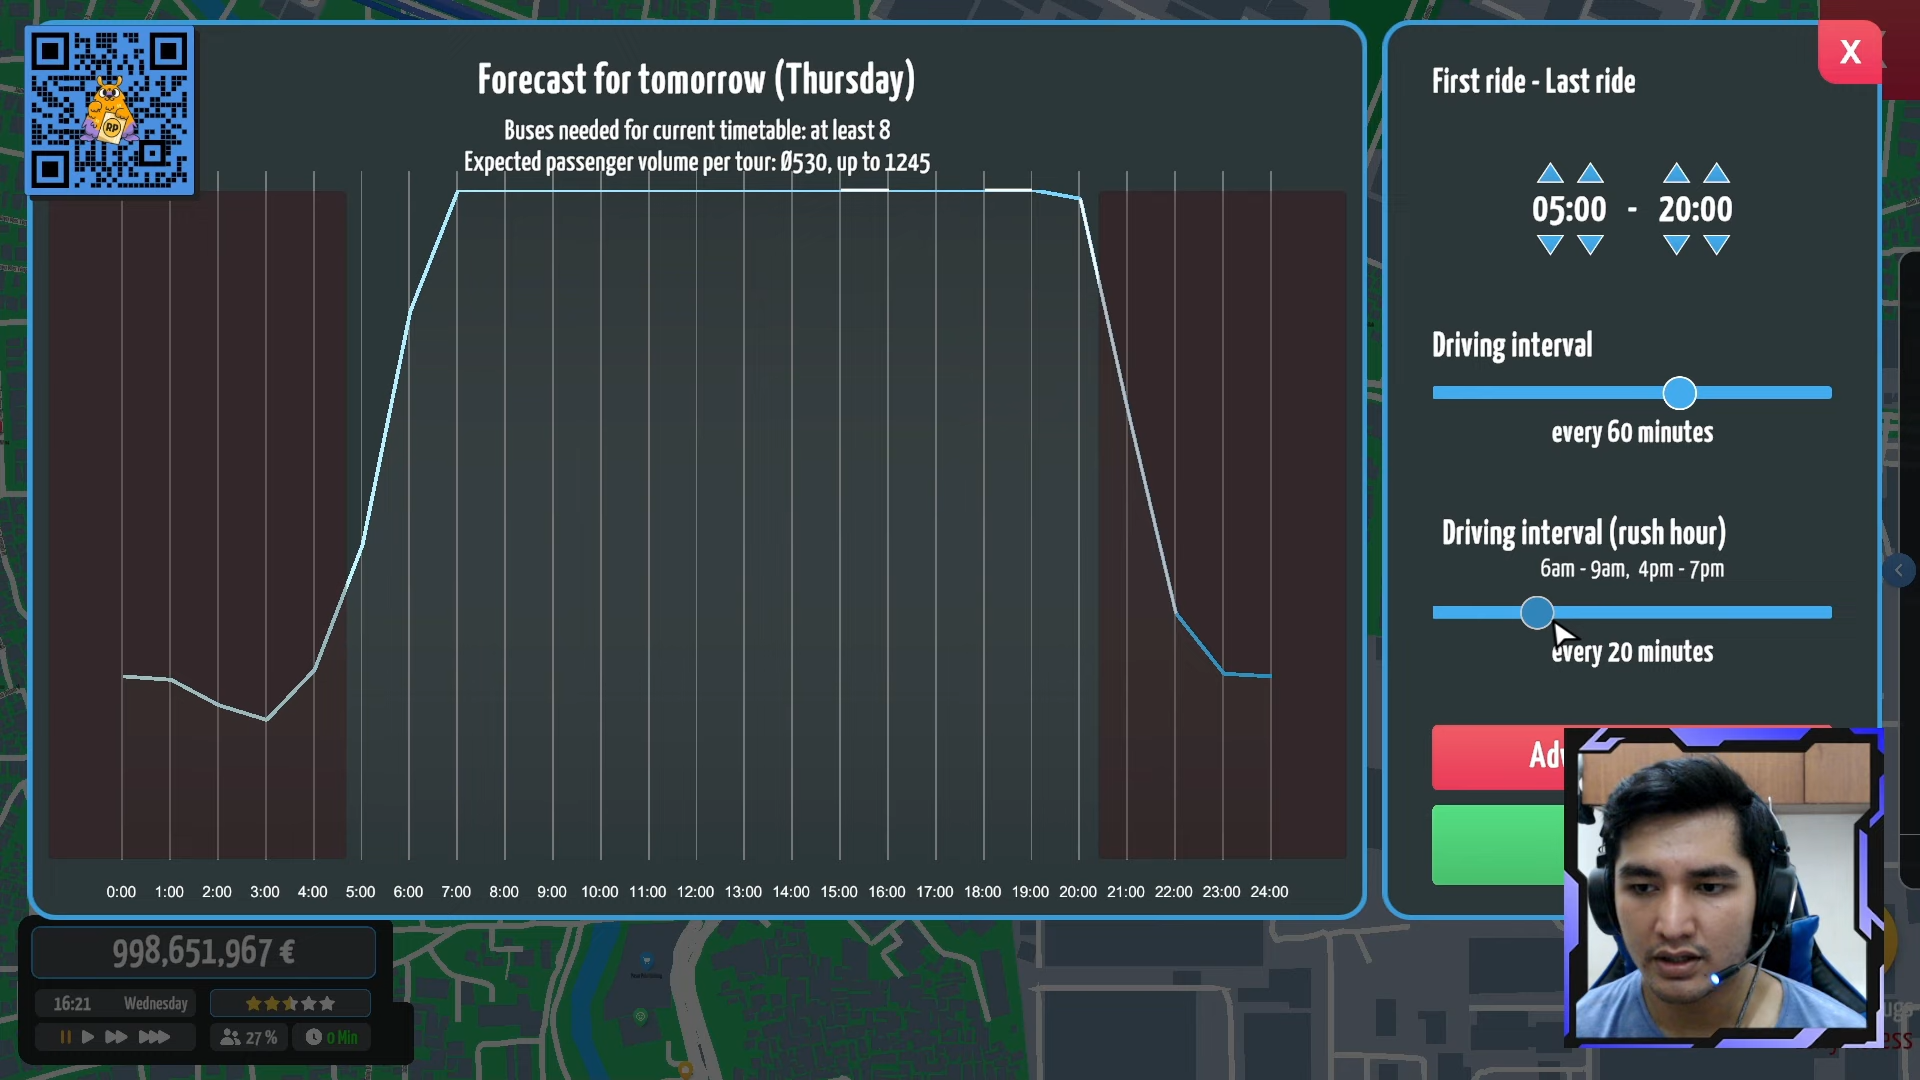 Forecast for tomorrow (Thursday)
Buses needed for current timetable: at least 8
Expected passenger volume per tour: Ø530, up to 1245
RP
0:00 1:00 2:00 3:00 4:00 5:00 6:00 7:00 8:00 9:00 10:00 11:00 12:00 13:00 14:00 15:00 16:00 17:00 18:00 19:00 20:00 21:00 22:00 23:00 24:00
X
First ride - Last ride
05:00 - 20:00
Driving interval
every 60 minutes
Driving interval (rush hour)
6am - 9am, 4pm - 7pm
every 20 minutes
998,651,967 €
16:21 Wednesday
27 % 0 Min